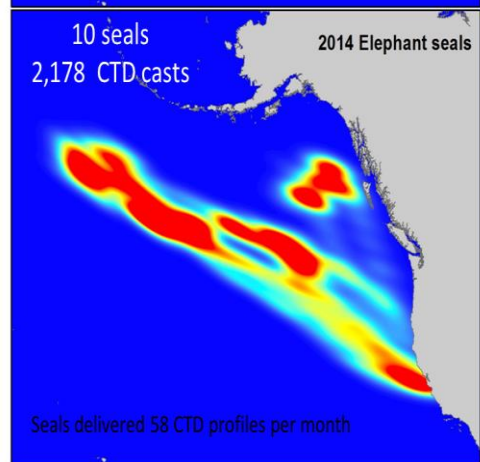 10 seals
2,178 CTD casts
2014 Elephant seals
Seals delivered 58 CTD profiles per month